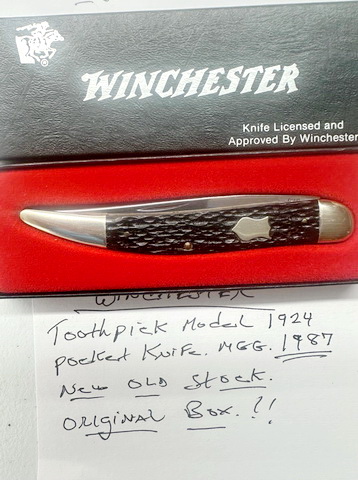 WINCHESTER
Knife Licensed and
Approved By Winchester
WINCHESTER
Toothpick Model 1924
pocket Knife. MFG. 1987
New OLD Stock.
ORIGINAL Box.!!